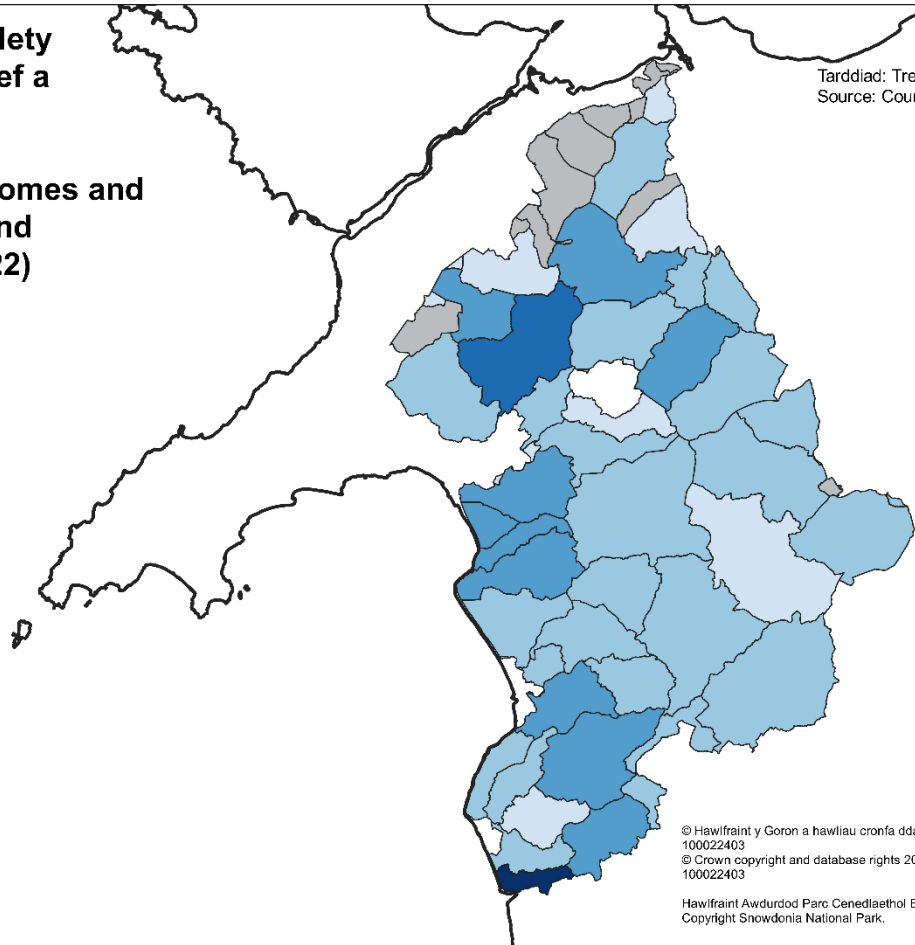 lety
ef a
omes and
nd
22)
Tarddiad: Tre
Source: Cour
© Hawlfraint y Goron a hawliau cronfa dda
100022403
© Crown copyright and database rights 20
100022403
Hawlfraint Awdurdod Parc Cenedlaethol E
Copyright Snowdonia National Park.